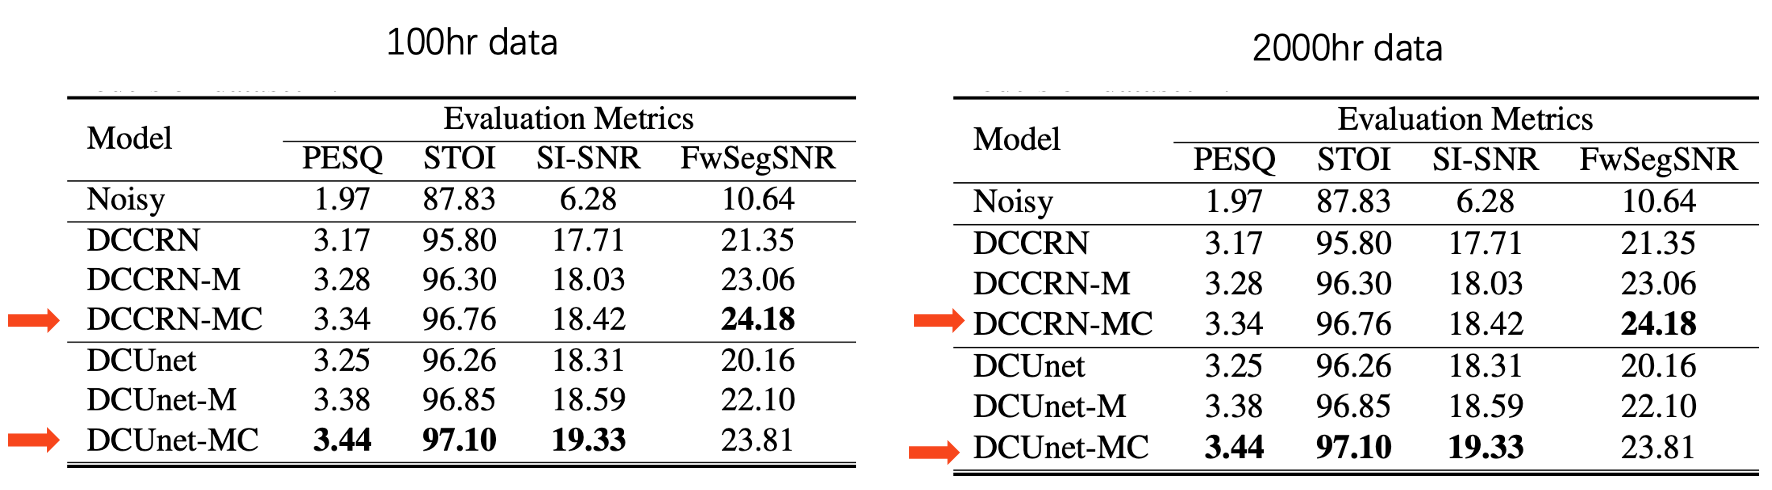 100hr data
Model Evaluation Metrics
PESQ STOI SI-SNR FwSegSNR
Noisy 1.97 87.83 6.28 10.64
DCCRN 3.17 95.80 17.71 21.35
DCCRN-M 3.28 96.30 18.03 23.06
DCCRN-MC 3.34 96.76 18.42 24.18
DCUnet 3.25 96.26 18.31 20.16
DCUnet-M 3.38 96.85 18.59 22.10
DCUnet-MC 3.44 97.10 19.33 23.81
2000hr data
Model Evaluation Metrics
PESQ STOI SI-SNR FwSegSNR
Noisy 1.97 87.83 6.28 10.64
DCCRN 3.17 95.80 17.71 21.35
DCCRN-M 3.28 96.30 18.03 23.06
DCCRN-MC 3.34 96.76 18.42 24.18
DCUnet 3.25 96.26 18.31 20.16
DCUnet-M 3.38 96.85 18.59 22.10
DCUnet-MC 3.44 97.10 19.33 23.81